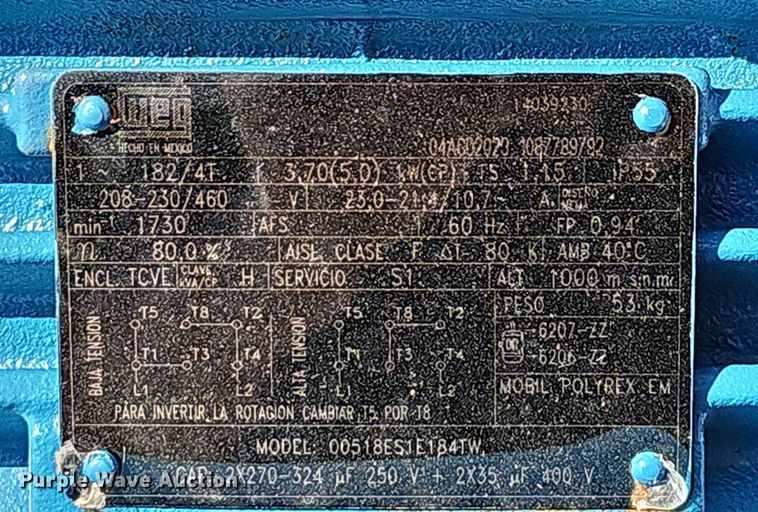 WEG
14039230
HECHO EN MEXICO
04AGO2023 1087789792
1 ~ 182/4T 3.70(5.0) kW(CP) FS 1.15 IP55
208-230/460 V 23.0-21.4/10.7 A
min⁻¹ 1730 AFS 60 Hz FP 0.94
η 80.0 % AISL. CLASE F ΔT 80 K AMB 40°C
ENCL. TCVE CLAVE kVA/CP H SERVICIO S1 ALT 1000 m s.n.m.
PESO 53 kg
BAJA TENSION T5 T8 T2 ALTA TENSION T5 T8 T2
6207-ZZ
T1 T3 T4 T1 T3 T4
6206-ZZ
L1 L2 L1 L2
MOBIL POLYREX EM
PARA INVERTIR LA ROTACION CAMBIAR T5 POR T8
MODEL 00518ES1E184TW
CAP. 2X270-324 µF 250 V + 2X35 µF 400 V
Purple Wave Auction